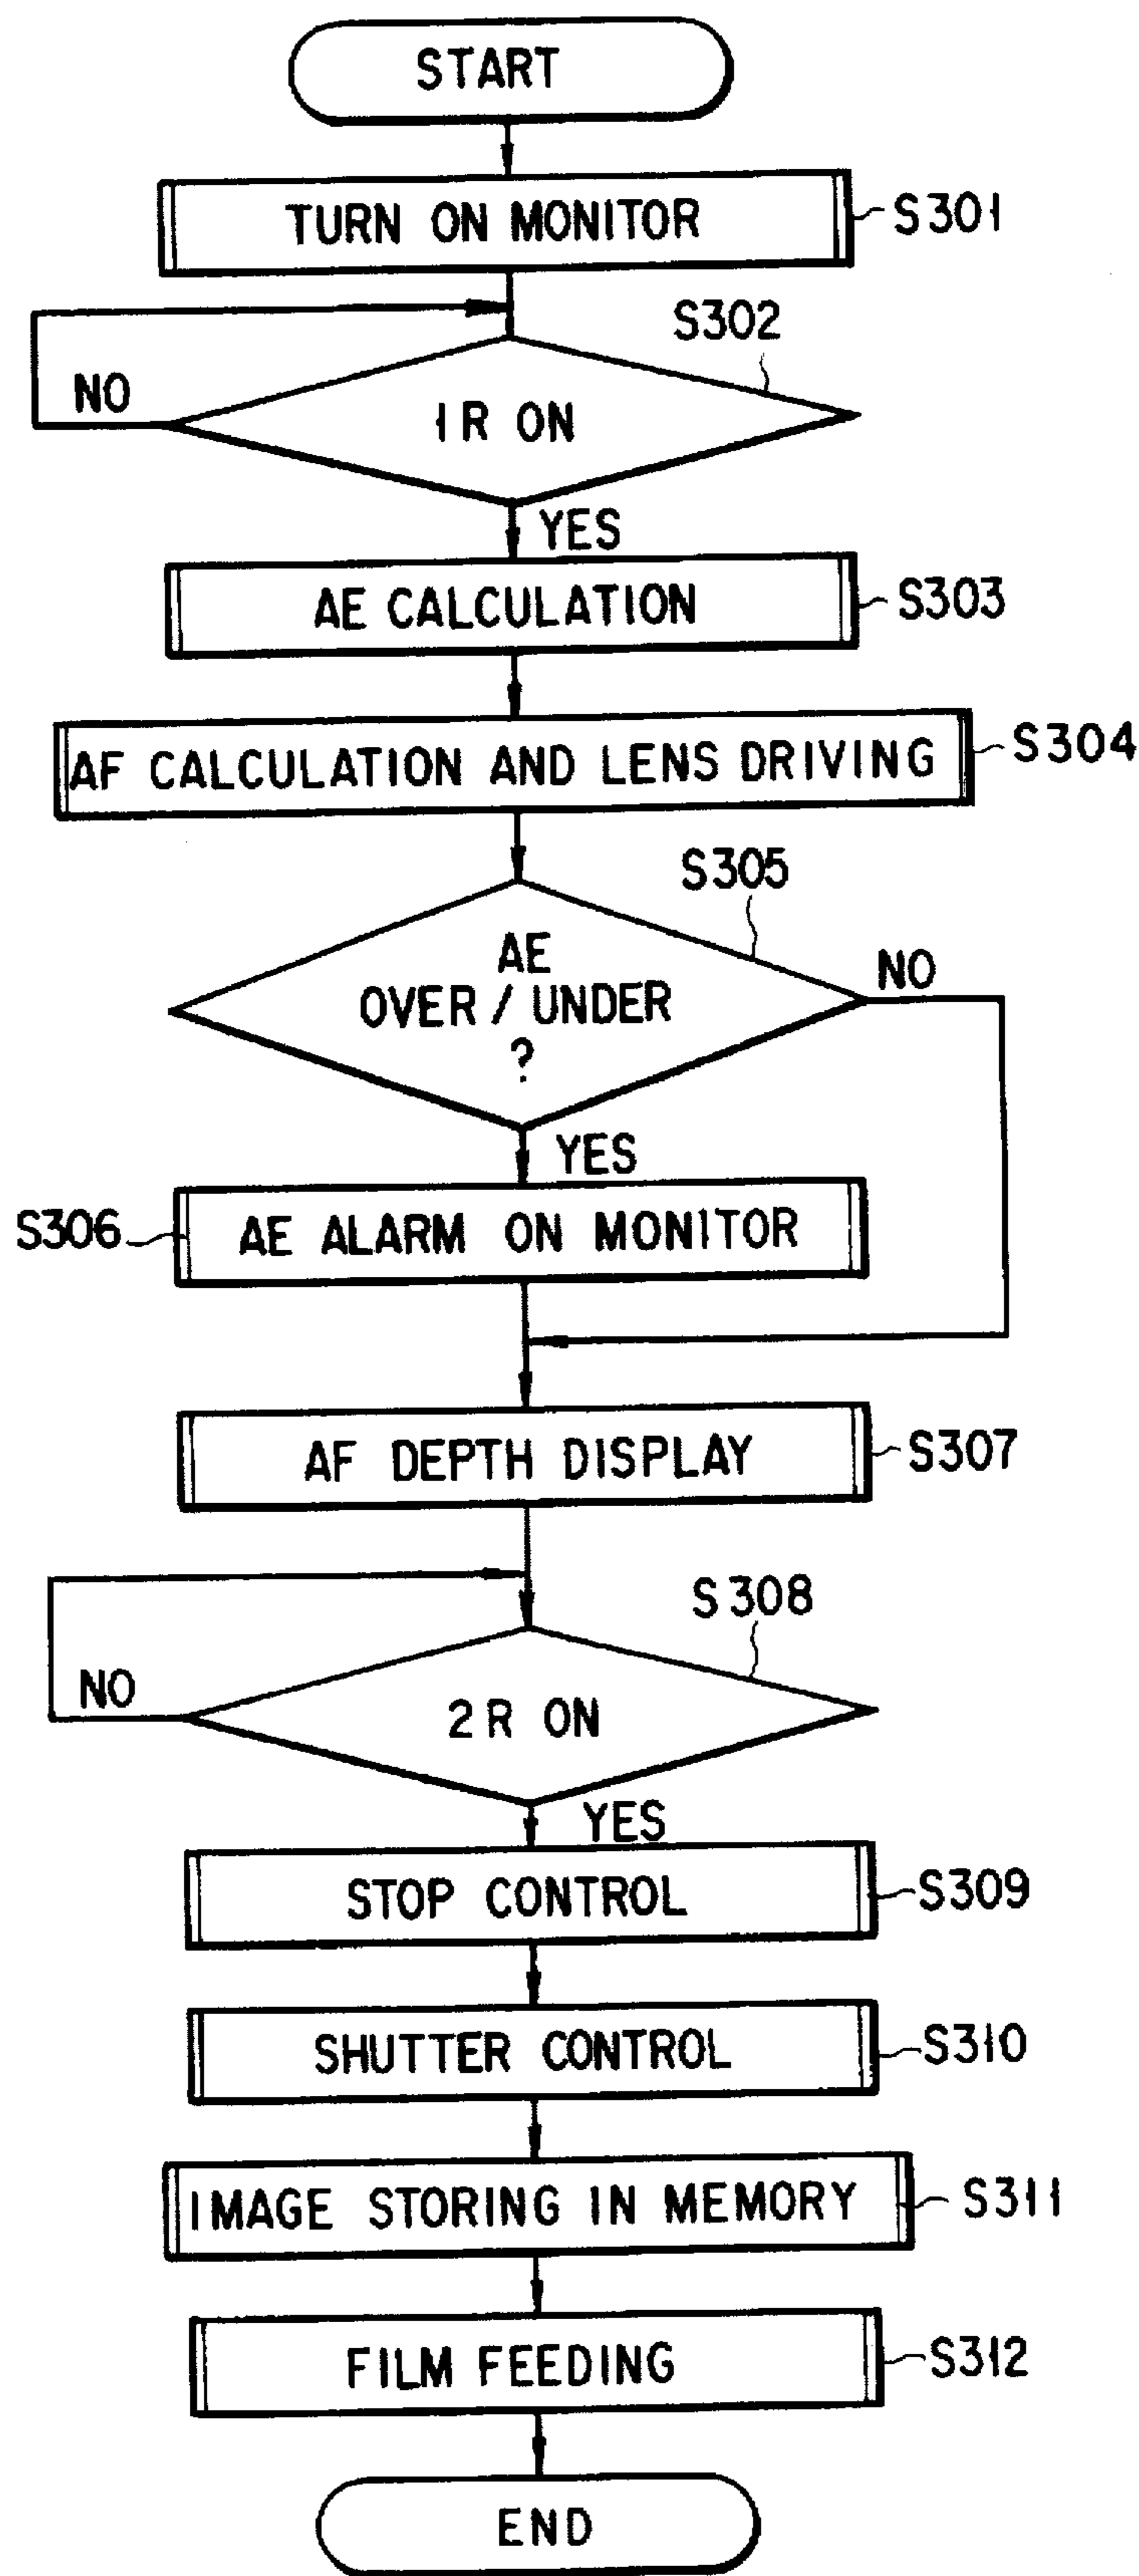 START
TURN ON MONITOR
S301
S302
NO
1R ON
YES
AE CALCULATION
S303
AF CALCULATION AND LENS DRIVING
S304
S305
AE
OVER / UNDER
?
NO
YES
S306
AE ALARM ON MONITOR
AF DEPTH DISPLAY
S307
S308
NO
2R ON
YES
STOP CONTROL
S309
SHUTTER CONTROL
S310
IMAGE STORING IN MEMORY
S311
FILM FEEDING
S312
END